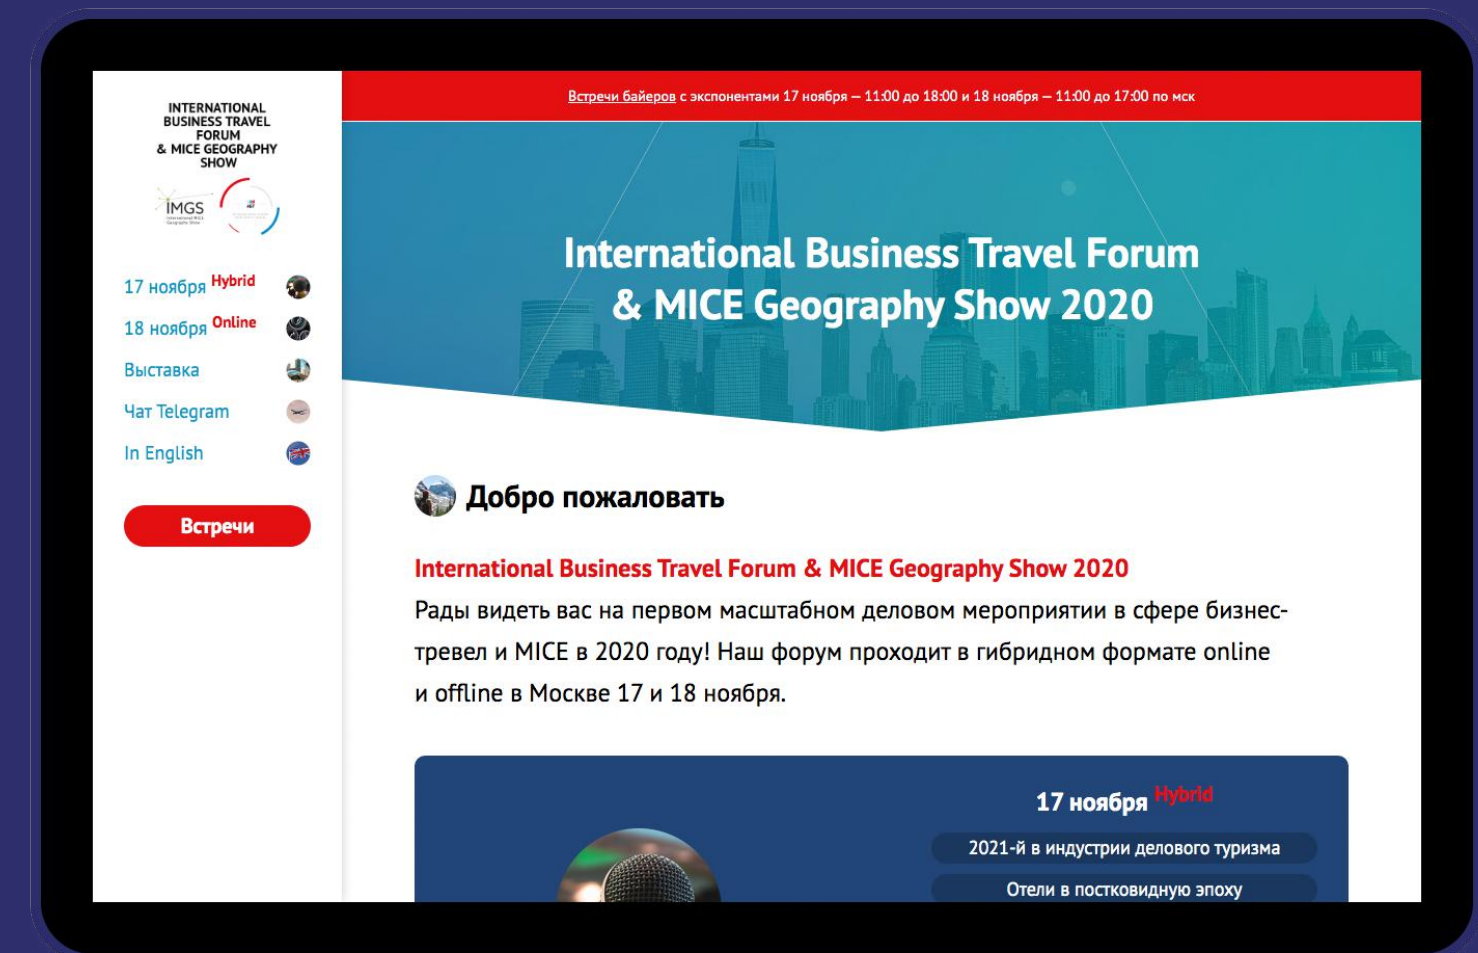 INTERNATIONAL
BUSINESS TRAVEL
FORUM
& MICE GEOGRAPHY
SHOW
IMGS
17 ноября Hybrid
18 ноября Online
Выставка
Чат Telegram
In English
Встречи
Встречи байеров с экспонентами 17 ноября — 11:00 до 18:00 и 18 ноября — 11:00 до 17:00 по мск
International Business Travel Forum
& MICE Geography Show 2020
Добро пожаловать
International Business Travel Forum & MICE Geography Show 2020
Рады видеть вас на первом масштабном деловом мероприятии в сфере бизнес-
тревел и MICE в 2020 году! Наш форум проходит в гибридном формате online
и offline в Москве 17 и 18 ноября.
17 ноября Hybrid
2021-й в индустрии делового туризма
Отели в постковидную эпоху